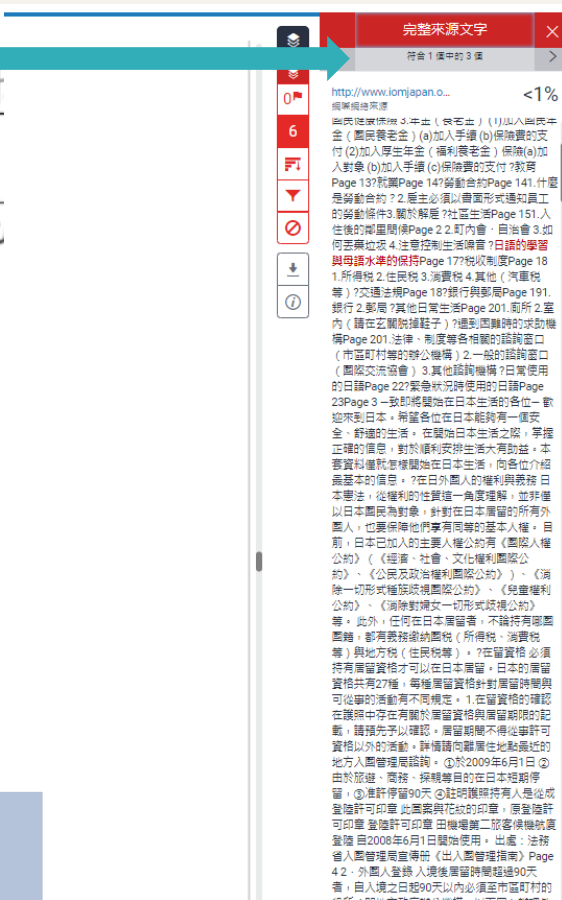 完整來源文字
符合 1 個中的 3 個
http://www.iomjapan.o...
<1%
網際網絡來源
國民健康保險 3.年金 ( 養老金 ) (1)加入國民年
金 ( 國民養老金 ) (a)加入手續 (b)保險費的支
付 (2)加入厚生年金 ( 福利養老金 ) 保險(a)加
入對象 (b)加入手續 (c)保險費的支付 ?教育
Page 13?就業Page 14?勞動合約Page 141.什麼
是勞動合約？2.雇主必須以書面形式通知員工
的勞動條件3.關於解雇 ?社區生活Page 151.入
住後的鄰里問候Page 2 2.町內會﹑自治會 3.如
何丟棄垃圾 4.注意控制生活噪音 ?日語的學習
與母語水準的保持Page 17?稅收制度Page 18
1.所得稅 2.住民稅 3.消費稅 4.其他（汽車稅
等）?交通法規Page 18?銀行與郵局Page 191.
銀行 2.郵局 ?其他日常生活Page 201.廁所 2.室
內（請在玄關脫掉鞋子）?遇到困難時的求助機
構Page 201.法律、制度等各相關的諮詢窗口
（市區町村等的辦公機構）2.一般的諮詢窗口
（國際交流協會） 3.其他諮詢機構 ?日常使用
的日語Page 22?緊急狀況時使用的日語Page
23Page 3 —致即將開始在日本生活的各位— 歡
迎來到日本。希望各位在日本能夠有一個安
全、舒適的生活。 在開始日本生活之際，掌握
正確的信息，對於順利安排生活大有助益。本
套資料僅就怎樣開始在日本生活，向各位介紹
最基本的信息。 ?在日外國人的權利與義務 日
本憲法，從權利的性質這一角度理解，並非僅
以日本國民為對象，針對在日本居留的所有外
國人，也要保障他們享有同等的基本人權。 目
前，日本已加入的主要人權公約有《國際人權
公約》（《經濟、社會、文化權利國際公
約》、《公民及政治權利國際公約》）、《消
除一切形式種族歧視國際公約》、《兒童權利
公約》、《消除對婦女一切形式歧視公約》
等。 此外，任何在日本居留者，不論持有哪國
國籍，都有義務繳納國稅（所得稅、消費稅
等）與地方稅（住民稅等）。?在留資格 必須
持有居留資格才可以在日本居留。日本的居留
資格共有27種，每種居留資格針對居留時間與
可從事的活動有不同規定。 1.在留資格的確認
在護照中存在有關於居留資格與居留期限的記
載，請預先予以確認。居留期間不得從事許可
資格以外的活動。詳情請向離居住地點最近的
地方入國管理局諮詢。 ①於2009年6月1日 ②
由於旅遊、商務、探親等目的在日本短期停
留，③准許停留90天 ④註明護照持有人是從成
登陸許可印章 此圖案與花紋的印章，原登陸許
可印章 登陸許可印章 田機場第二旅客候機航廈
登陸 自2008年6月1日開始使用。 出處：法務
省入國管理局宣傳冊《出入國管理指南》Page
4 2．外國人登錄 入境後居留時間超過90天
者，自入境之日起90天以內必須至市區町村的
0
6